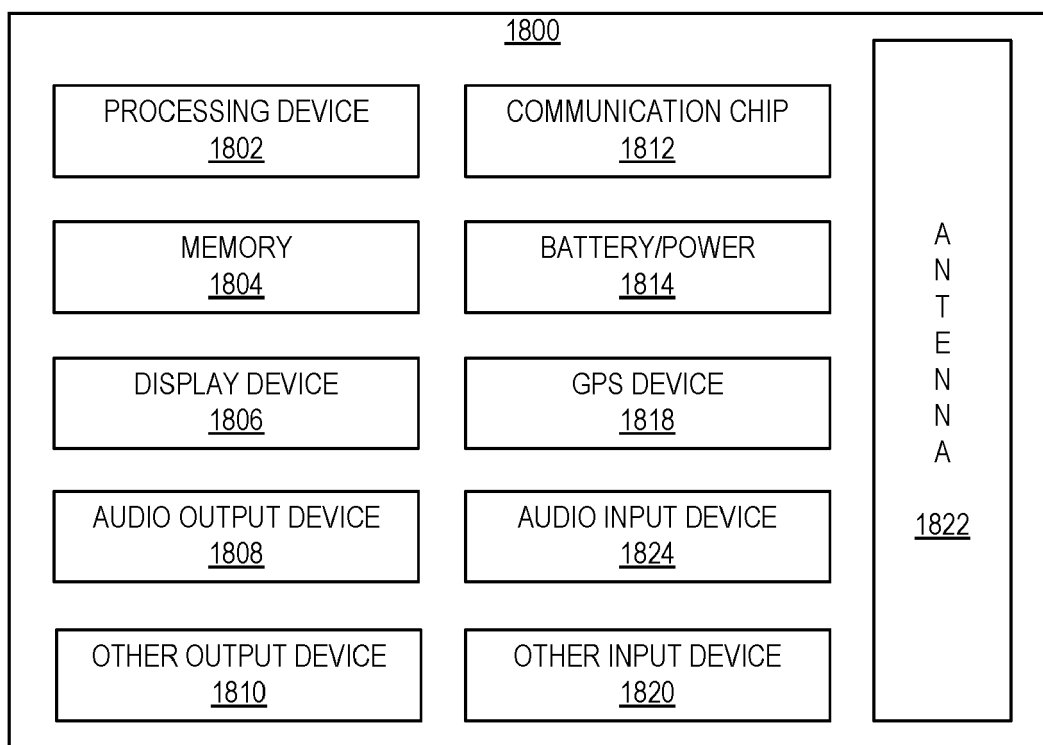 1800
PROCESSING DEVICE
1802
COMMUNICATION CHIP
1812
MEMORY
1804
BATTERY/POWER
1814
DISPLAY DEVICE
1806
GPS DEVICE
1818
AUDIO OUTPUT DEVICE
1808
AUDIO INPUT DEVICE
1824
OTHER OUTPUT DEVICE
1810
OTHER INPUT DEVICE
1820
ANTENNA
1822